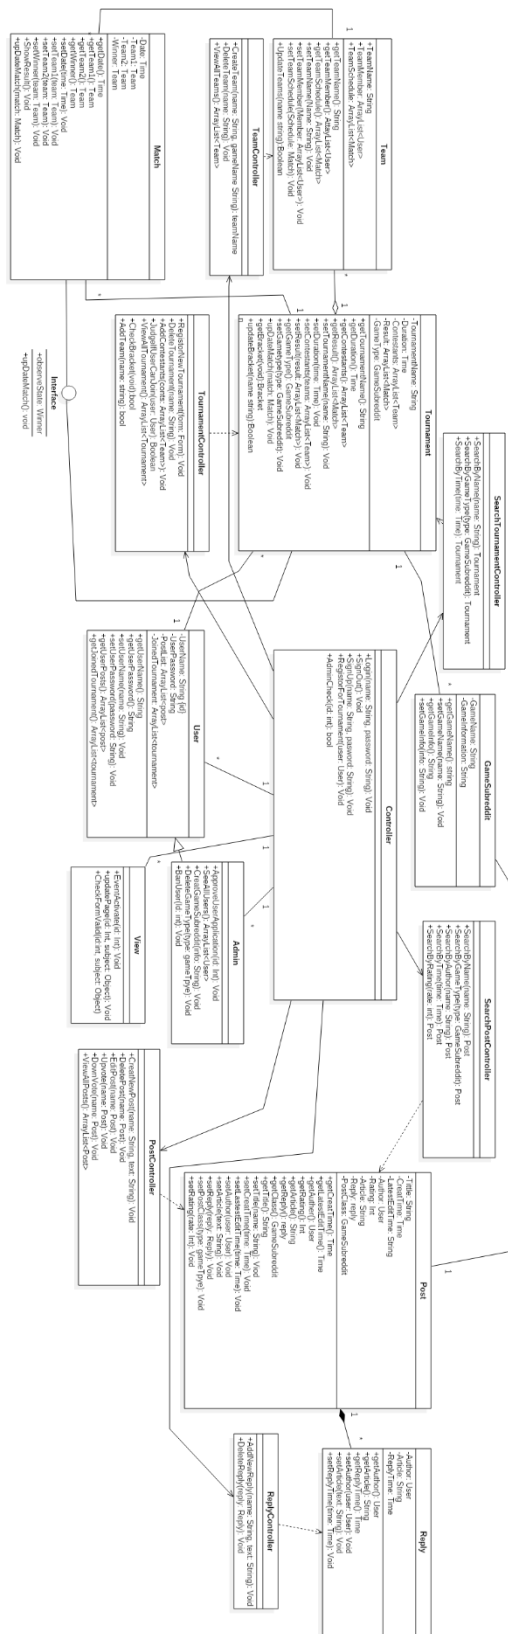 Team
+TeamName: String
+TeamMember: ArrayList<User>
+TeamSchedule: ArrayList<Match>
+getTeamName(): String
+getTeamMember(): AttayList<User>
+getTeamSchedule(): ArrayList<Match>
+setTeamName(Name: String): Void
+setTeamMember(Member: ArrayList<User>): Void
+setTeamSchedule(Schedule: Match): Void
+UpdateTeams(name string):Boolean
TeamController
+CreateTeam(name: String, gameName String): teamName
+DeleteTeam(name: String): Void
+ViewAllTeams(): ArrayList<Team>
Match
-Date: Time
-Team1: Team
-Team2: Team
-Winner: Team
+getDate(): Time
+getTeam1(): Team
+getTeam2(): Team
+getWinner(): Team
+setDate(time: Time): Void
+setTeam1(team: Team): Void
+setTeam2(team: Team): Void
+setWinner(team: Team): Void
+ShowResult(): Void
+upDateMatch(match: Match): Void
Tournament
-TournamentName: String
-Duration: Time
-Contestants: ArrayList<Team>
-Result: ArrayList<Match>
-GameType: GameSubreddit
+getTournamentName(): String
+getDuration(): Time
+getContestants(): ArrayList<Team>
+getResult(): ArrayList<Match>
+setTournamentName(name: String): Void
+setDuration(time: Time): Void
+setContestants(teams: ArrayList<Team>): Void
+setResult(result: ArrayList<Match>): Void
+getGameType(): GameSubreddit
+setGametype(type: GameSubreddit): Void
+upDateMatch(match: Match): Void
+getBracket(void):Bracket
+updateBracket(name string):Boolean
TournamentController
+RegisterNewTournament(form: Form): Void
+DeleteTournament(name: String): Void
+AddContestants(conts: ArrayList<Team>): Void
+JudgeIfUserCanJoin(user: User): Boolean
+ViewAllTournament(): ArrayList<Tournament>
+CheckBracket(void):bool
+AddTeam(name: string): bool
Interface
+observeState: Winner
+upDateMatch(): void
SearchTournamentController
+SearchByName(name: String): Tournament
+SearchByGameType(type: GameSubreddit): Tournament
+SearchByTime(time: Time): Tournament
User
-UserName: String {id}
-UserPassword: String
-PostList: ArrayList<post>
-JoinedTournament: ArrayList<tournament>
+getUserName(): String
+getUserPassword(): String
+setUserName(name: String): Void
+setUserPassword(password: String): Void
+getUserPosts(): ArrayList<post>
+getJoinedTournament(): ArrayList<tournament>
Controller
+Login(name: String, password: String): Void
+SignOut(): Void
+SignUp(name: String, pasword: String): Void
+RegisterForTournament(user: User): Void
+AdminCheck(id: int): bool
GameSubreddit
-GameName: String
-GameInformation: String
+getGameName(): string
+setGameName(name: String): Void
+getGameInfo(): String
+setGameInfo(info: String): Void
Admin
+ApproveUserApplication(id: Int): Void
+SeeAllUsers(): ArrayList<User>
+CreatGameSubreddit(info: String): Void
+DeleteGameType(type: gameTpye): Void
+BanUser(id: int): Void
View
+EventActivate(id: Int): Void
+updatePage(id: Int, subject: Object): Void
+CheckFormValid(id:int, subject: Object)
SearchPostController
+SearchByName(name: String): Post
+SearchByGameType(type: GameSubreddit): Post
+SearchByAuthor(name: String): Post
+SearchByTime(time: Time): Post
+SearchByRating(rate: int): Post
PostController
+CreateNewPost(name: String, text: String): Void
+DeletePost(name: Post): Void
+EditPost(name: Post): Void
+Upvote(name: Post): Void
+DownVote(name: Post): Void
+ViewAllPosts(): ArrayList<Post>
Post
-Title: String
-CreatTime: Time
-LatestEditTime: String
-Author: User
-Rating: Int
-Article: String
-Reply: reply
-PostClass: GameSubreddit
+getCreatTime(): Time
+getLatestEditTime(): Time
+getAuthor(): User
+getRating(): Int
+getArticle(): String
+getReply(): reply
+getClass(): GameSubreddit
+getTitle(): String
+setTitle(name: String): Viod
+setCreatTime(time: Time): Void
+setLastestEditTime(time: Time): Void
+setAuthor(user: User): Void
+setArticle(text: String): Void
+setReply(reply: Reply): Void
+setPostClass(type: gameTpye): Void
+setRating(rate: Int): Void
Reply
-Author: User
-Article: String
-ReplyTime: Time
+getAuthor(): User
+getArticle(): String
+getReplyTime(): Time
+setAuthor(user: User): Void
+setArticle(text: String): Void
+setReplyTime(time: Time): Void
ReplyController
+AddNewReply(name: String, text: String): Void
+DeleteReply(reply: Reply): Void